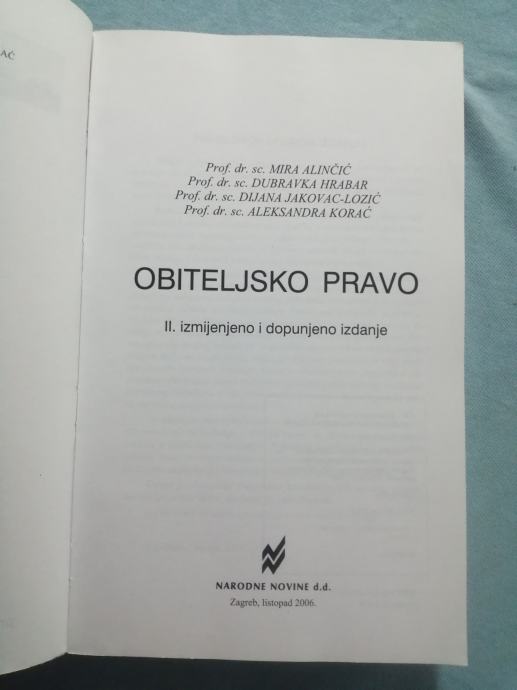 AĆ
Prof. dr. sc. MIRA ALINČIĆ
Prof. dr. sc. DUBRAVKA HRABAR
Prof. dr. sc. DIJANA JAKOVAC-LOZIĆ
Prof. dr. sc. ALEKSANDRA KORAĆ
OBITELJSKO PRAVO
II. izmijenjeno i dopunjeno izdanje
NARODNE NOVINE d.d.
Zagreb, listopad 2006.